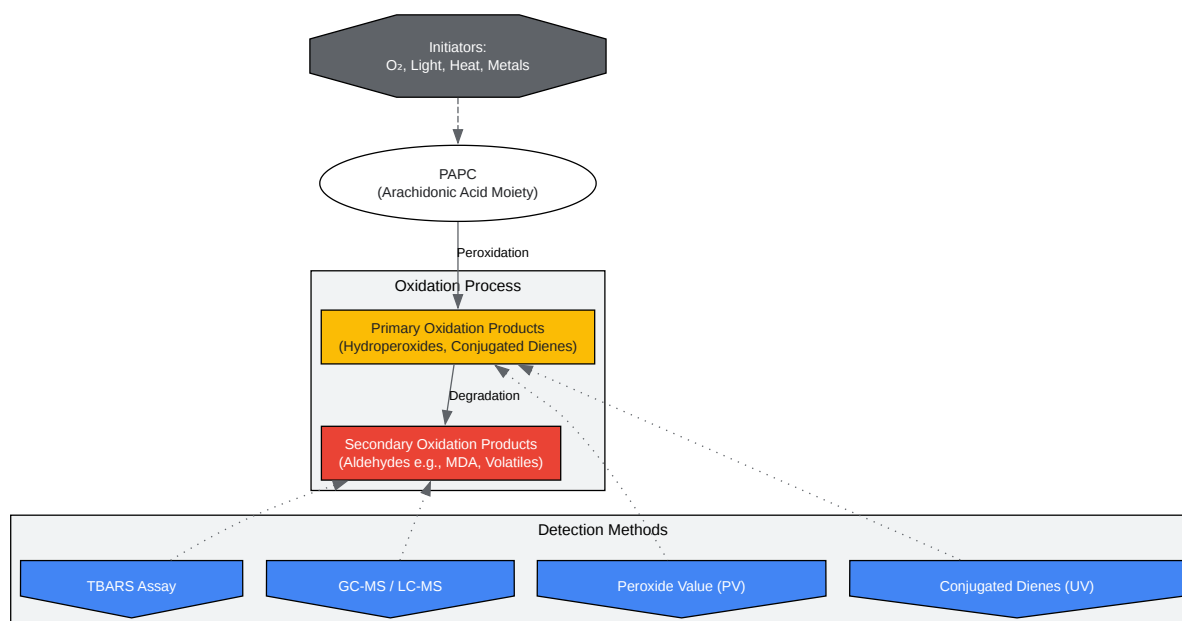 Initiators:
O₂, Light, Heat, Metals
PAPC
(Arachidonic Acid Moiety)
Peroxidation
Oxidation Process
Primary Oxidation Products
(Hydroperoxides, Conjugated Dienes)
Degradation
Secondary Oxidation Products
(Aldehydes e.g., MDA, Volatiles)
Detection Methods
TBARS Assay
GC-MS / LC-MS
Peroxide Value (PV)
Conjugated Dienes (UV)